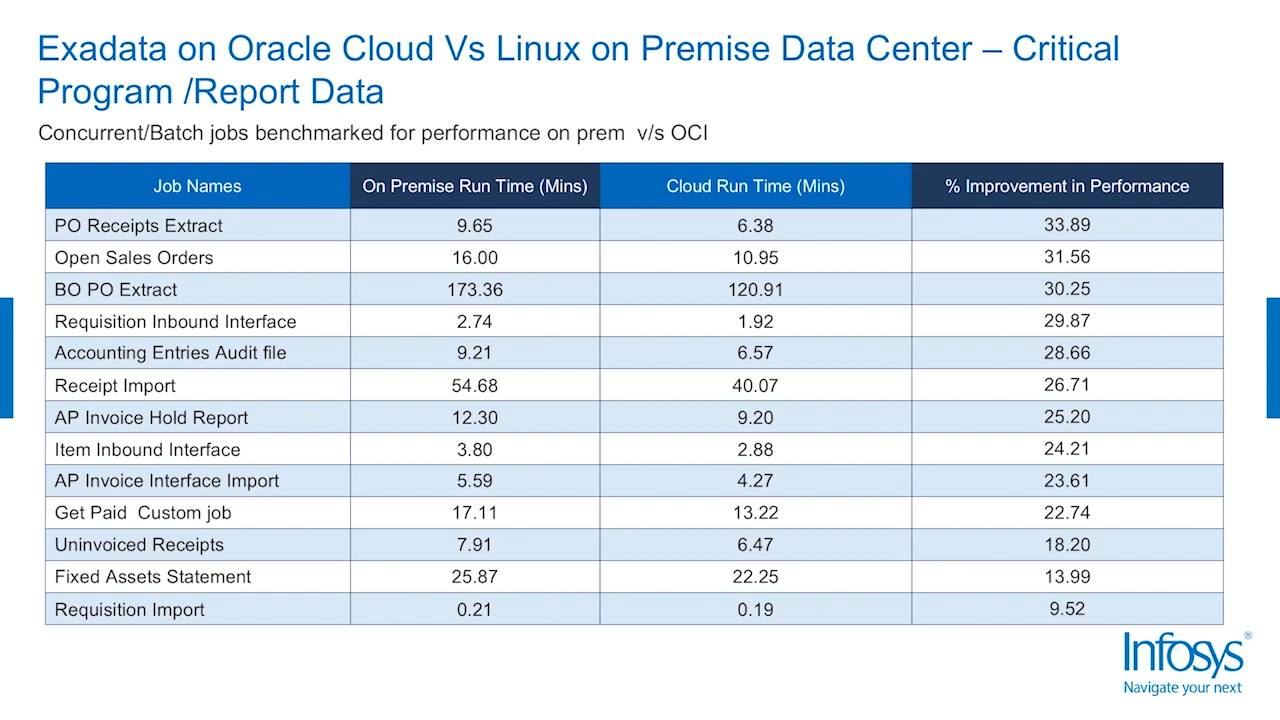 Exadata on Oracle Cloud Vs Linux on Premise Data Center – Critical
Program /Report Data
Concurrent/Batch jobs benchmarked for performance on prem v/s OCI
Job Names On Premise Run Time (Mins) Cloud Run Time (Mins) % Improvement in Performance
PO Receipts Extract 9.65 6.38 33.89
Open Sales Orders 16.00 10.95 31.56
BO PO Extract 173.36 120.91 30.25
Requisition Inbound Interface 2.74 1.92 29.87
Accounting Entries Audit file 9.21 6.57 28.66
Receipt Import 54.68 40.07 26.71
AP Invoice Hold Report 12.30 9.20 25.20
Item Inbound Interface 3.80 2.88 24.21
AP Invoice Interface Import 5.59 4.27 23.61
Get Paid Custom job 17.11 13.22 22.74
Uninvoiced Receipts 7.91 6.47 18.20
Fixed Assets Statement 25.87 22.25 13.99
Requisition Import 0.21 0.19 9.52
Infosys®
Navigate your next